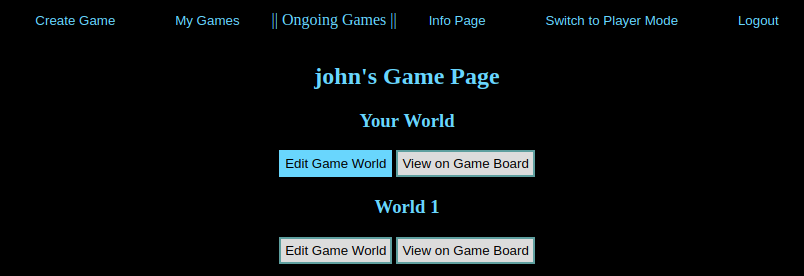 Create Game My Games || Ongoing Games || Info Page Switch to Player Mode Logout
john's Game Page
Your World
Edit Game World View on Game Board
World 1
Edit Game World View on Game Board